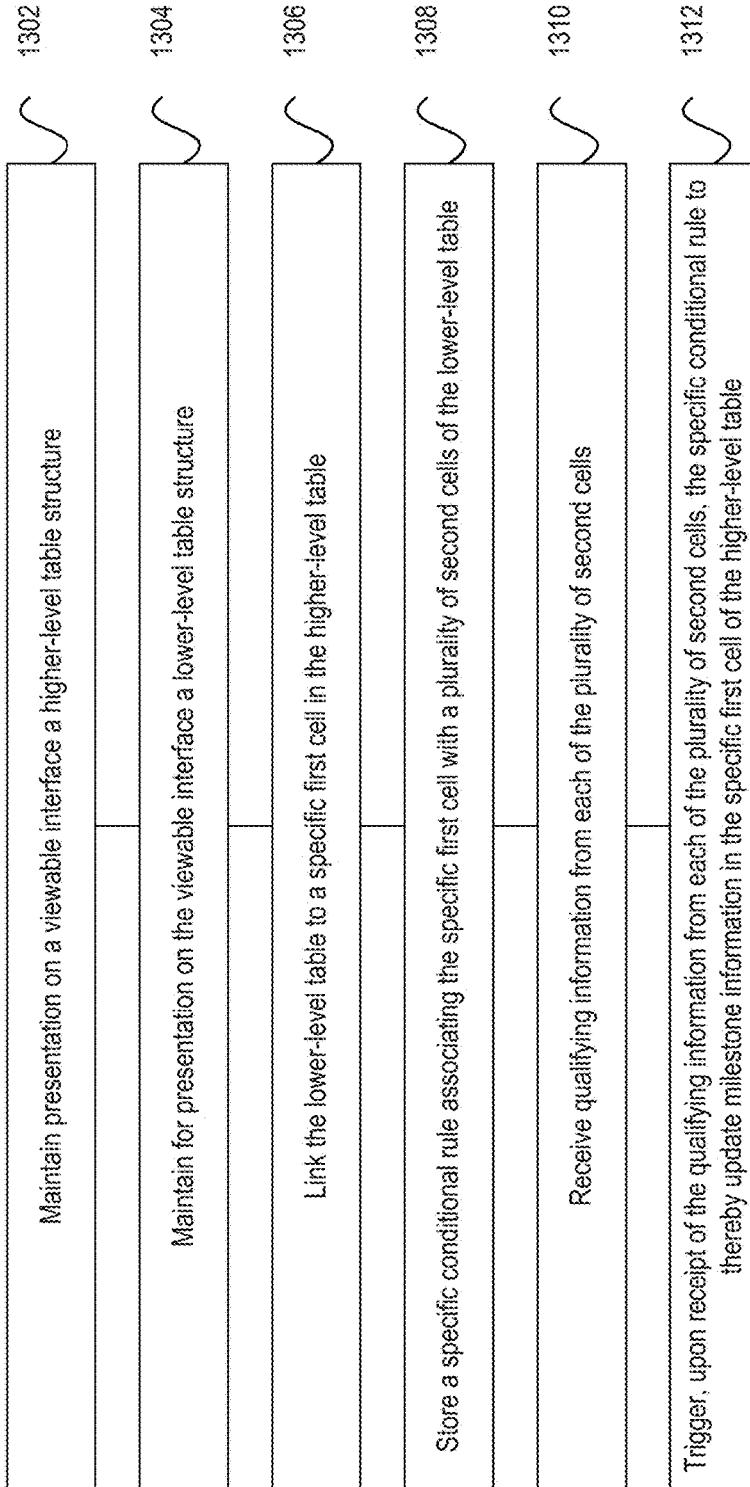 Maintain presentation on a viewable interface a higher-level table structure
1302
Maintain for presentation on the viewable interface a lower-level table structure
1304
Link the lower-level table to a specific first cell in the higher-level table
1306
Store a specific conditional rule associating the specific first cell with a plurality of second cells of the lower-level table
1308
Receive qualifying information from each of the plurality of second cells
1310
Trigger, upon receipt of the qualifying information from each of the plurality of second cells, the specific conditional rule to
thereby update milestone information in the specific first cell of the higher-level table
1312